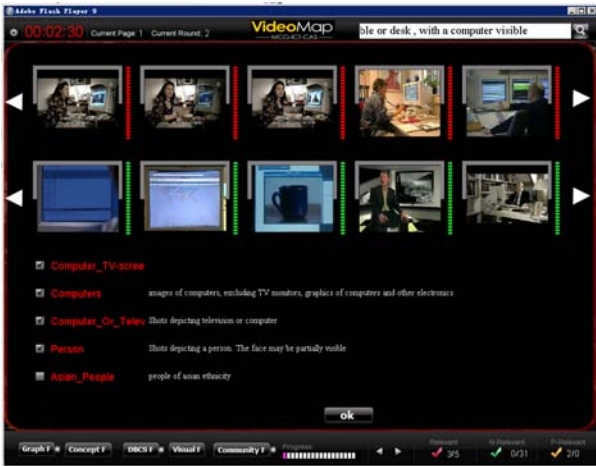 Adobe Flash Player 9
00:02:30 Current Page: 1 Current Round: 2 VideoMap ble or desk , with a computer visible
MCG-ICT-CAS
Computer_TV-scree
Computers images of computers, excluding TV monitors, graphics of computers and other electronics
Computer_Or_Telev Shots depicting television or computer
Person Shots depicting a person. The face may be partially visible
Asian_People people of asian ethnicity
ok
Graph F Concept F DBCS F Visual F Community F Progress: Relevant N-Relevant P-Relevant
3/5 0/31 2/0